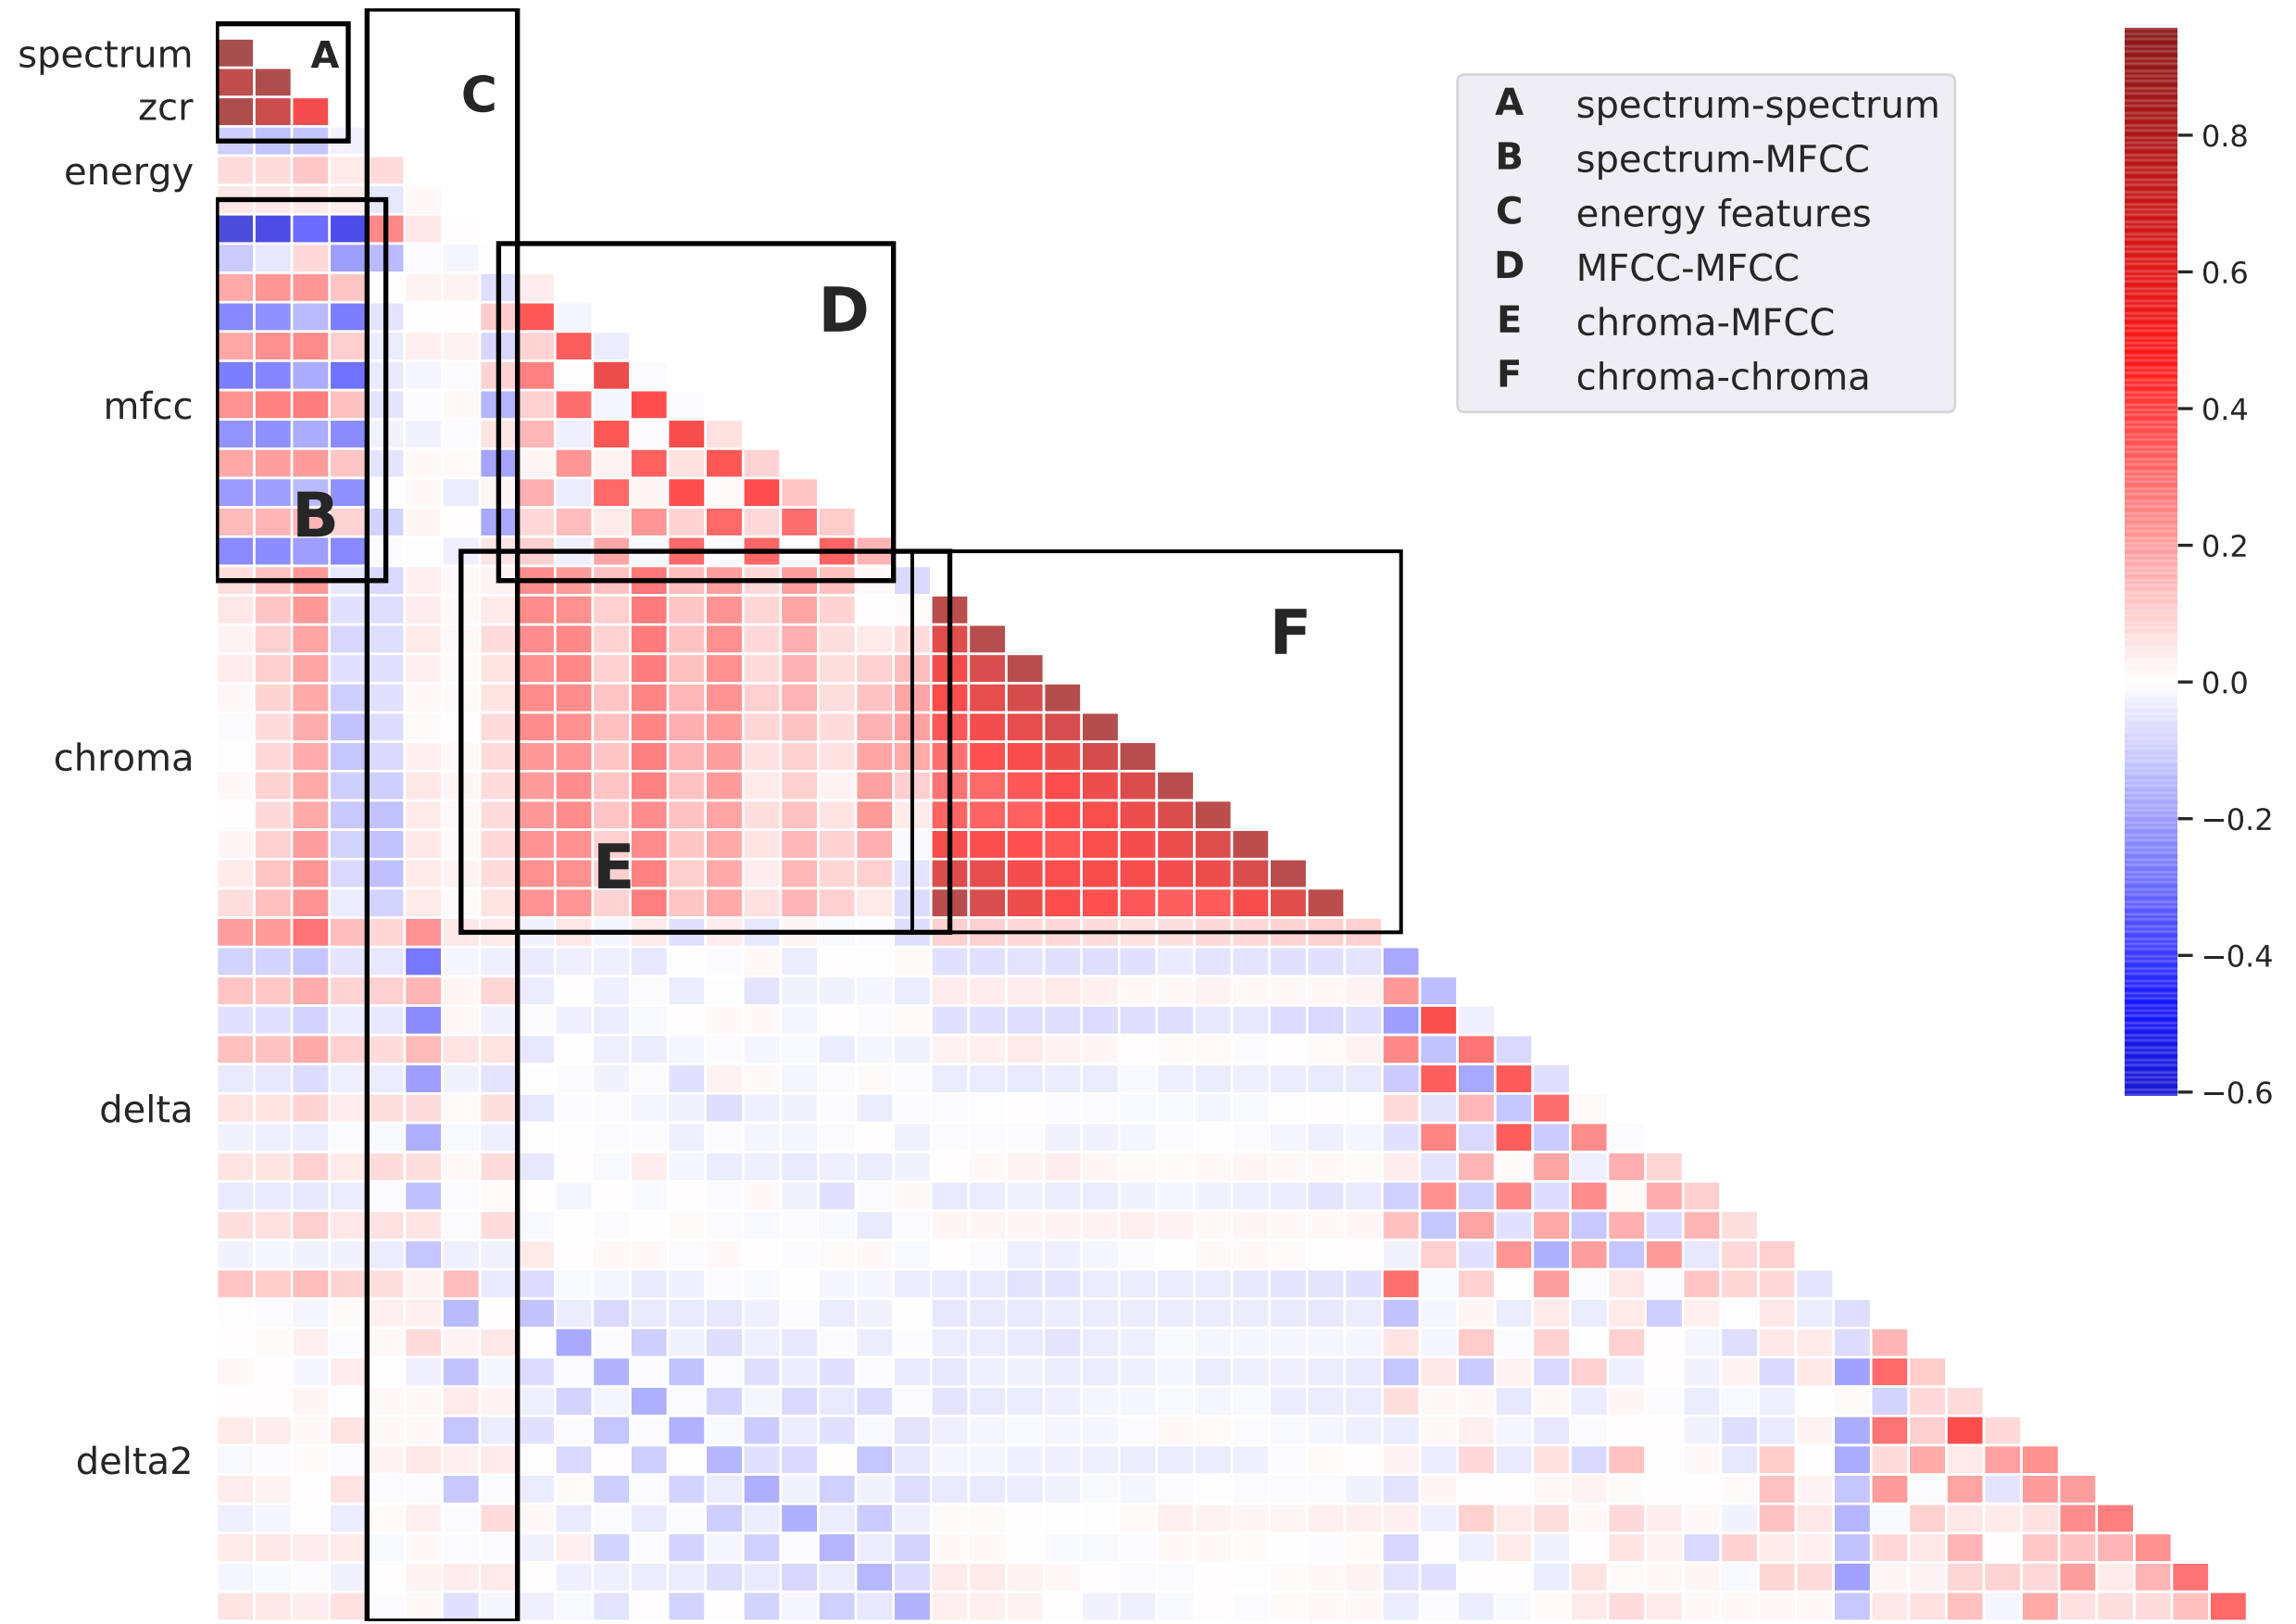 spectrum
zcr
energy
mfcc
chroma
delta
delta2
A
C
D
B
F
E
A spectrum-spectrum
B spectrum-MFCC
C energy features
D MFCC-MFCC
E chroma-MFCC
F chroma-chroma
0.8
0.6
0.4
0.2
0.0
−0.2
−0.4
−0.6